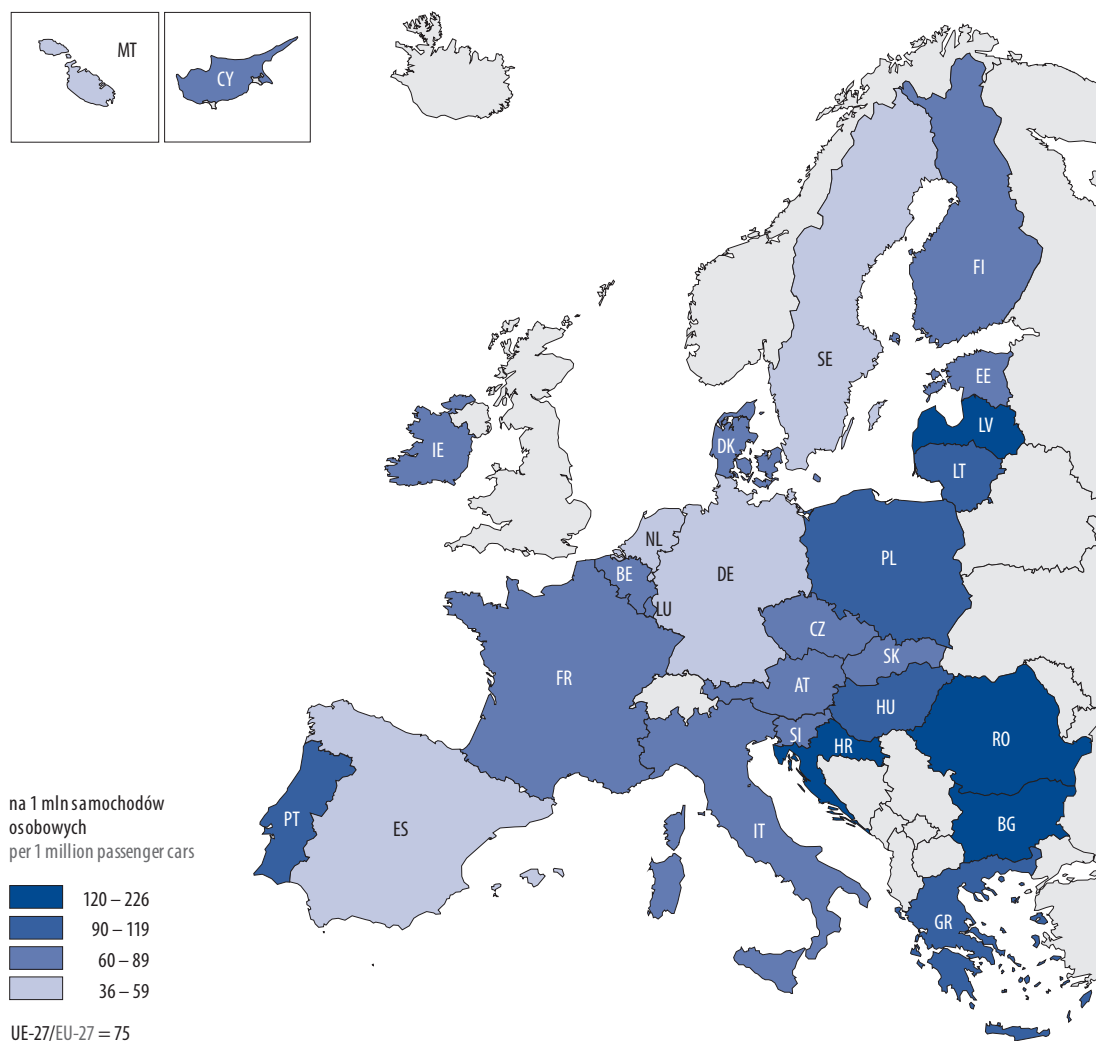 MT
CY
FI
SE
EE
LV
LT
DK
IE
NL
BE
DE
PL
LU
CZ
SK
FR
AT
HU
SI
HR
RO
PT
ES
IT
BG
GR
na 1 mln samochodów
osobowych
per 1 million passenger cars
120 – 226
90 – 119
60 – 89
36 – 59
UE-27/EU-27 = 75